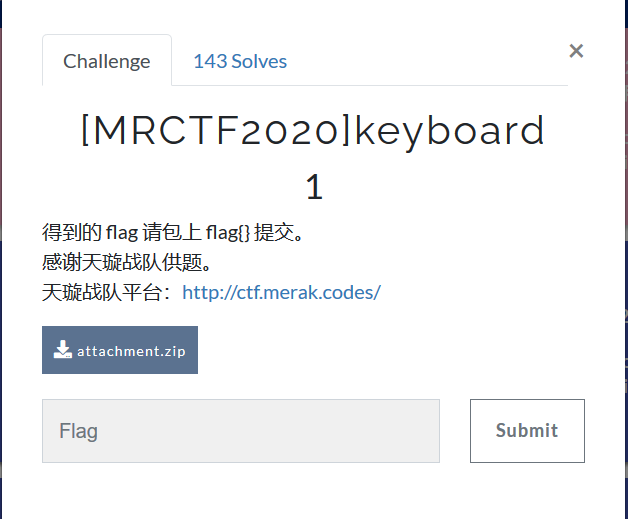 Challenge
143 Solves
×
[MRCTF2020]keyboard
1
得到的 flag 请包上 flag{} 提交。
感谢天璇战队供题。
天璇战队平台：http://ctf.merak.codes/
attachment.zip
Flag
Submit